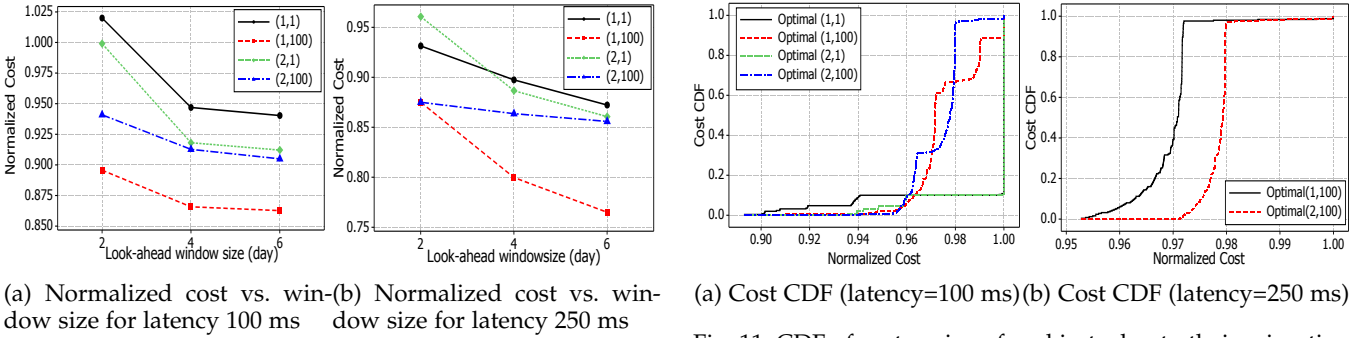 1.025
1.000
0.975
0.950
0.925
0.900
0.875
0.850
Normalized Cost
2
4
6
Look-ahead window size (day)
(1,1)
(1,100)
(2,1)
(2,100)
(a) Normalized cost vs. win-
dow size for latency 100 ms
0.95
0.90
0.85
0.80
0.75
Normalized Cost
2
4
6
Look-ahead windowsize (day)
(1,1)
(1,100)
(2,1)
(2,100)
(b) Normalized cost vs. win-
dow size for latency 250 ms
1.0
0.8
0.6
0.4
0.2
0.0
Cost CDF
0.90
0.92
0.94
0.96
0.98
1.00
Normalized Cost
Optimal (1,1)
Optimal (1,100)
Optimal (2,1)
Optimal (2,100)
(a) Cost CDF (latency=100 ms)
1.0
0.8
0.6
0.4
0.2
0.0
Cost CDF
0.95
0.96
0.97
0.98
0.99
1.00
Normalized Cost
Optimal(1,100)
Optimal(2,100)
(b) Cost CDF (latency=250 ms)